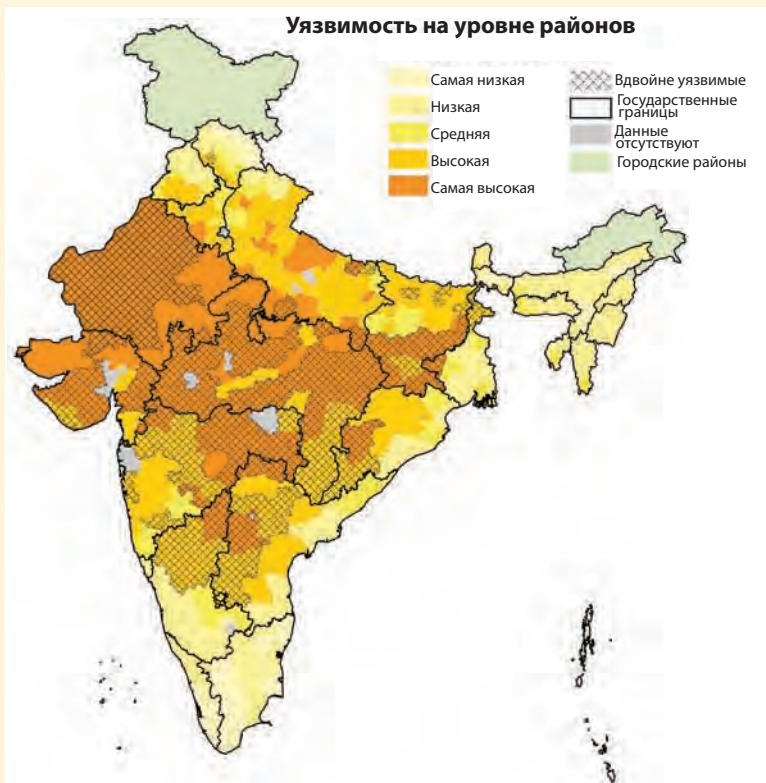 Уязвимость на уровне районов
Самая низкая
Низкая
Средняя
Высокая
Самая высокая
Вдвойне уязвимые
Государственные
границы
Данные
отсутствуют
Городские районы